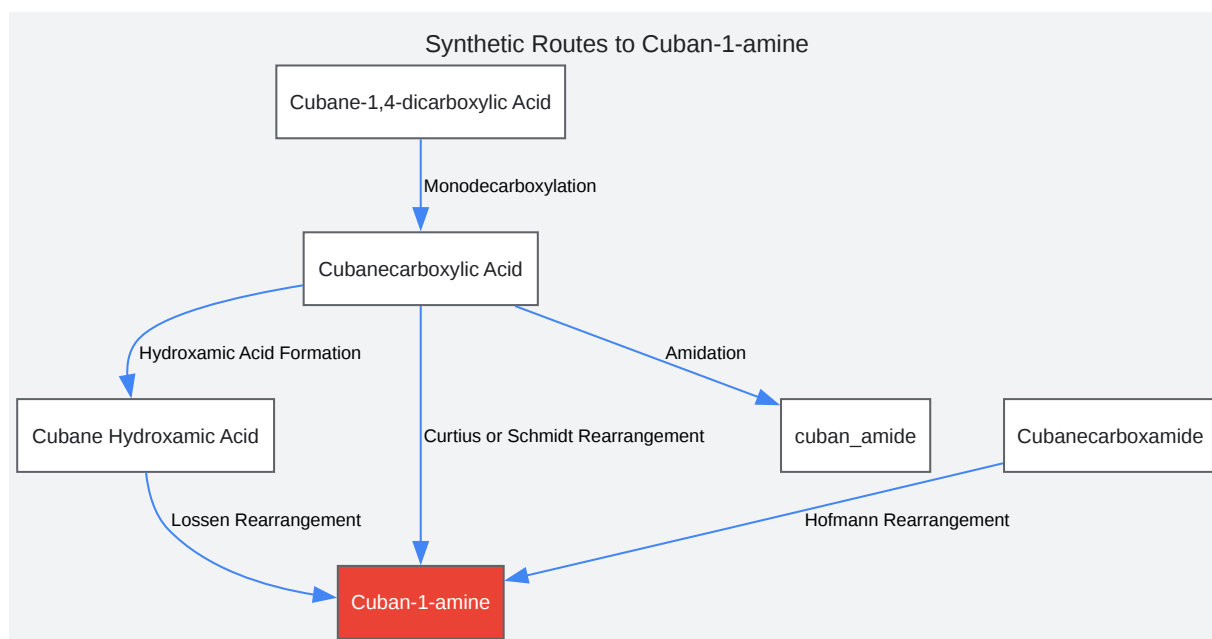 Synthetic Routes to Cuban-1-amine
Cubane-1,4-dicarboxylic Acid
Monodecarboxylation
Cubanecarboxylic Acid
Hydroxamic Acid Formation
Amidation
Cubane Hydroxamic Acid
Curtius or Schmidt Rearrangement
cuban_amide
Cubanecarboxamide
Lossen Rearrangement
Hofmann Rearrangement
Cuban-1-amine